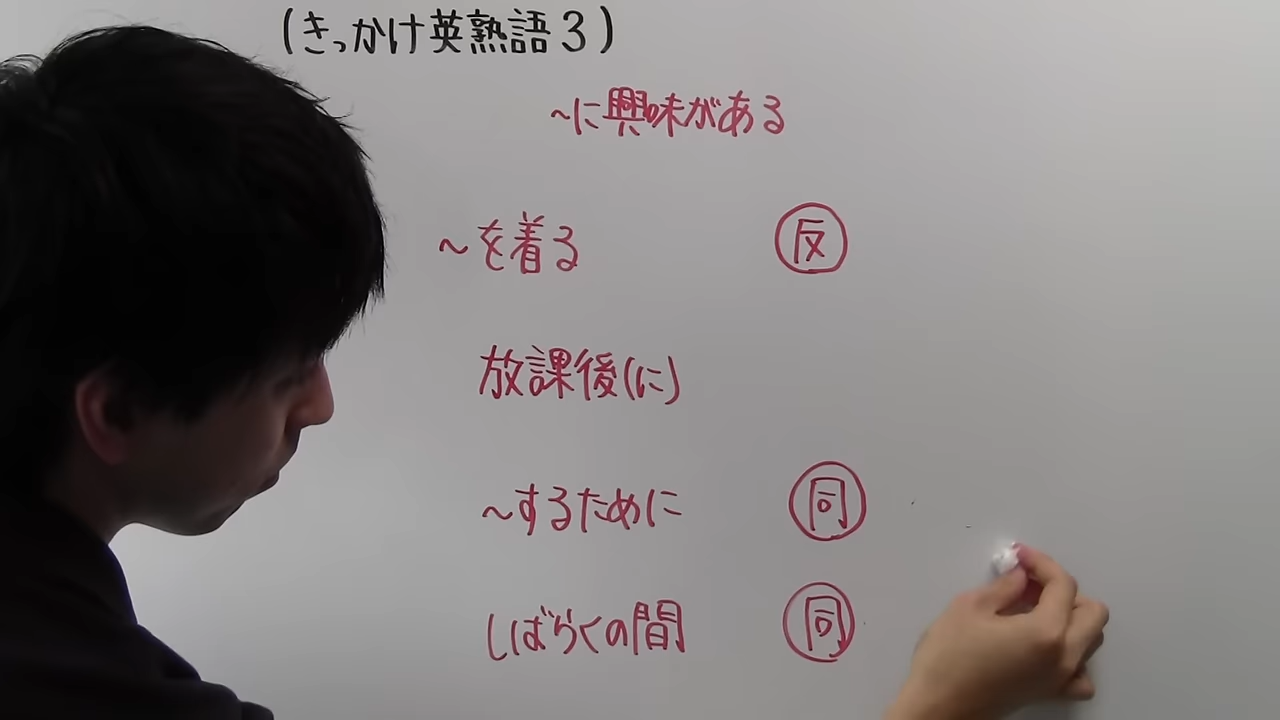 (きっかけ英熟語3)
～に興味がある
～を着る 反
放課後(に)
～するために 同
しばらくの間 同